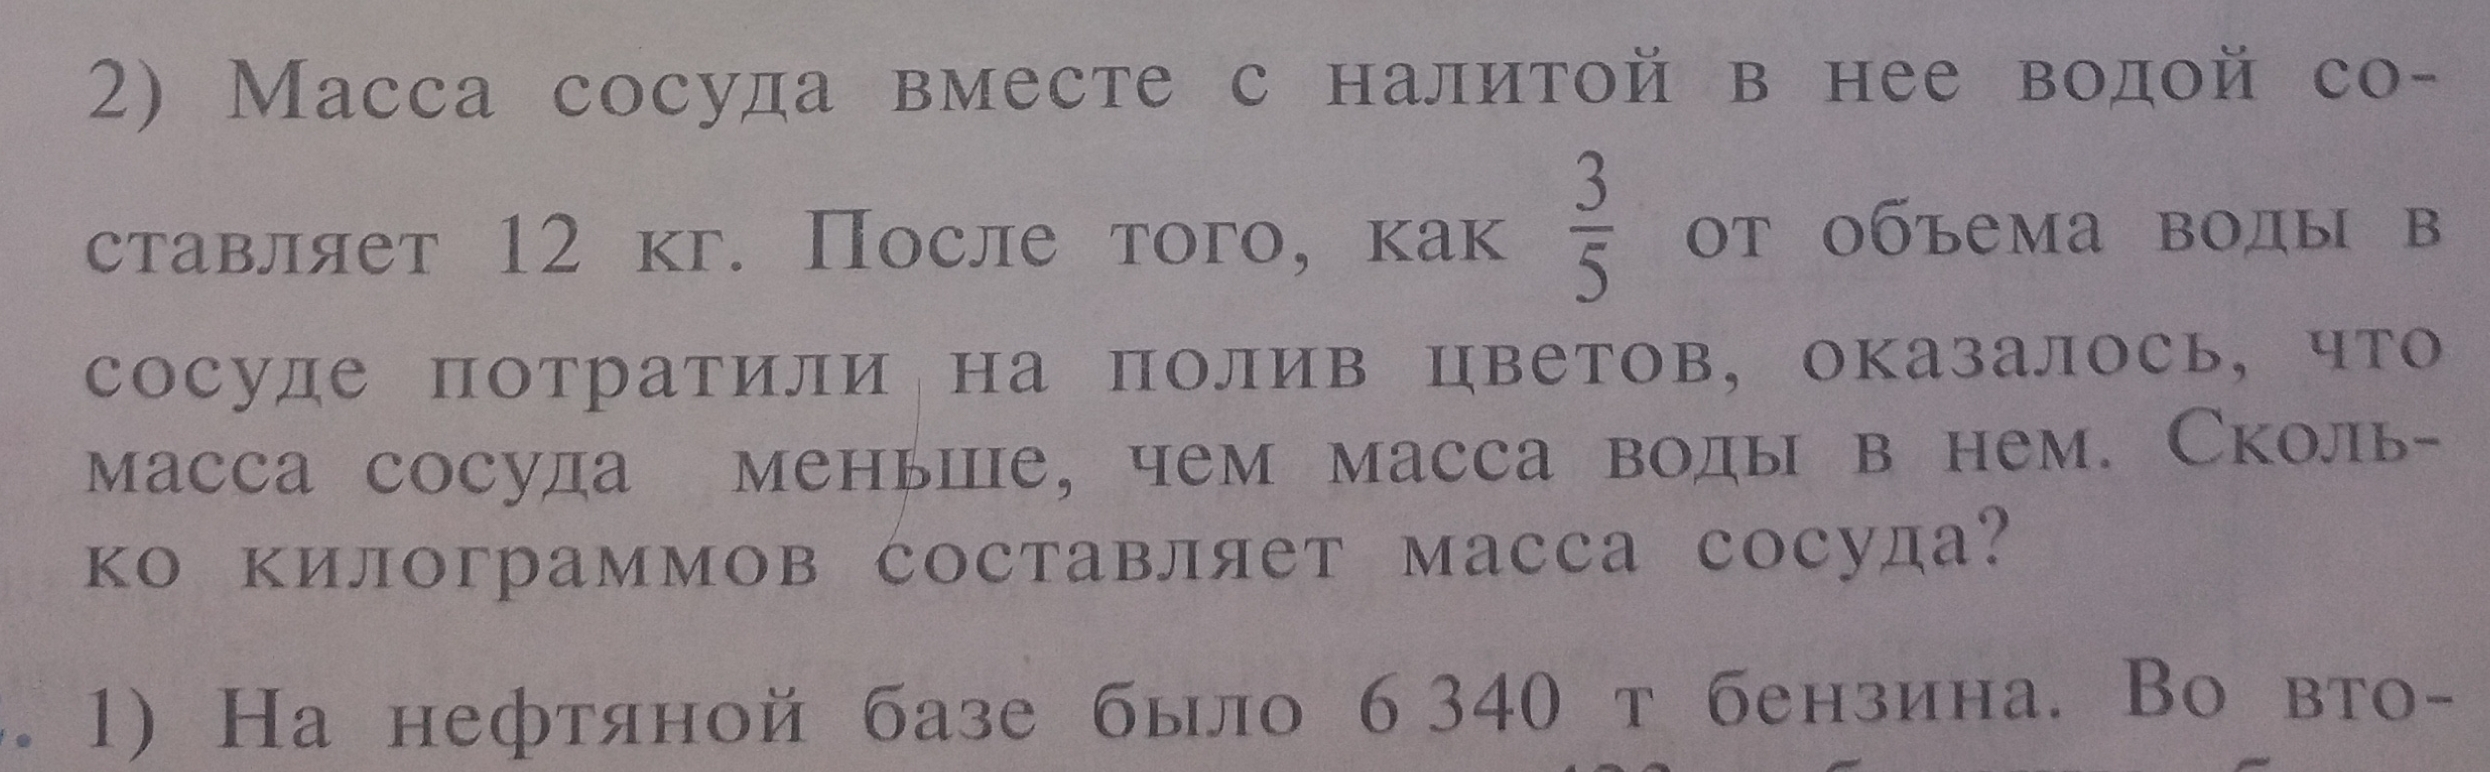 2) Масса сосуда вместе с налитой в нее водой со-
ставляет 12 кг. После того, как 3/5 от объема воды в
сосуде потратили на полив цветов, оказалось, что
масса сосуда меньше, чем масса воды в нем. Сколь-
ко килограммов составляет масса сосуда?
1) На нефтяной базе было 6 340 т бензина. Во вто-